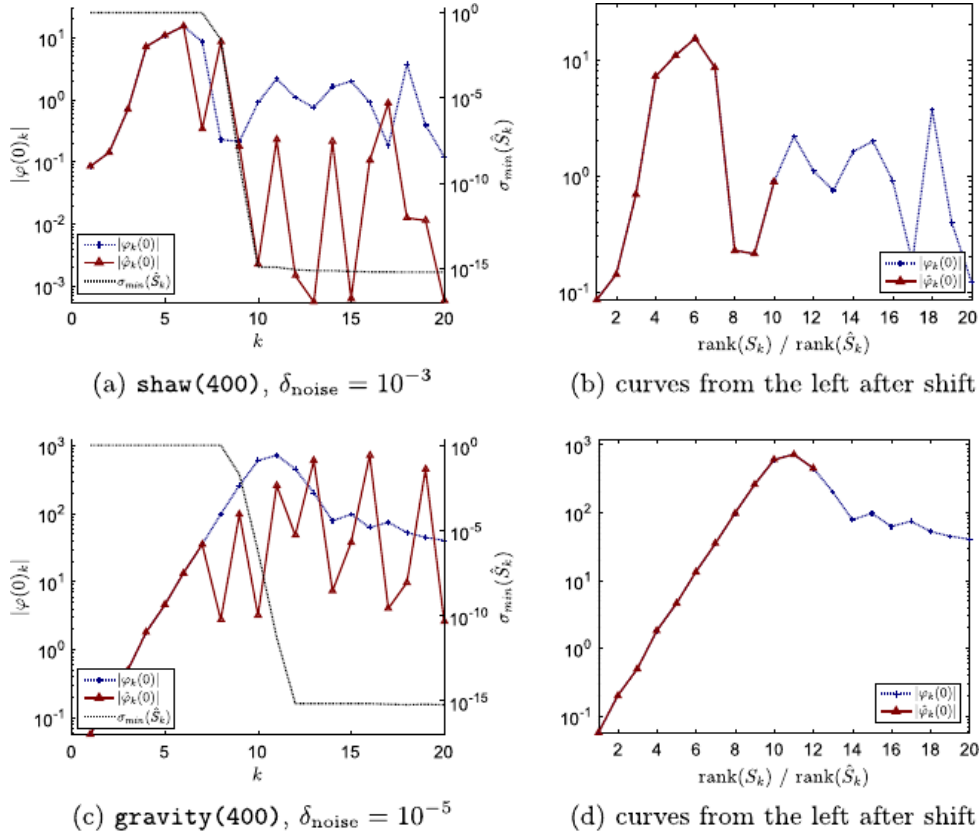 10^1
10^0
10^-1
10^-2
10^-3
|φ(0)_k|
10^0
10^-5
10^-10
10^-15
σ_min(Ŝ_k)
|φ_k(0)|
|φ̂_k(0)|
σ_min(Ŝ_k)
0 5 10 15 20
k
(a) shaw(400), δ_noise = 10^-3
10^1
10^0
10^-1
|φ_k(0)|
|φ̂_k(0)|
2 4 6 8 10 12 14 16 18 20
rank(S_k) / rank(Ŝ_k)
(b) curves from the left after shift
10^3
10^2
10^1
10^0
10^-1
|φ(0)_k|
10^0
10^-5
10^-10
10^-15
σ_min(Ŝ_k)
|φ_k(0)|
|φ̂_k(0)|
σ_min(Ŝ_k)
0 5 10 15 20
k
(c) gravity(400), δ_noise = 10^-5
10^3
10^2
10^1
10^0
10^-1
|φ_k(0)|
|φ̂_k(0)|
2 4 6 8 10 12 14 16 18 20
rank(S_k) / rank(Ŝ_k)
(d) curves from the left after shift